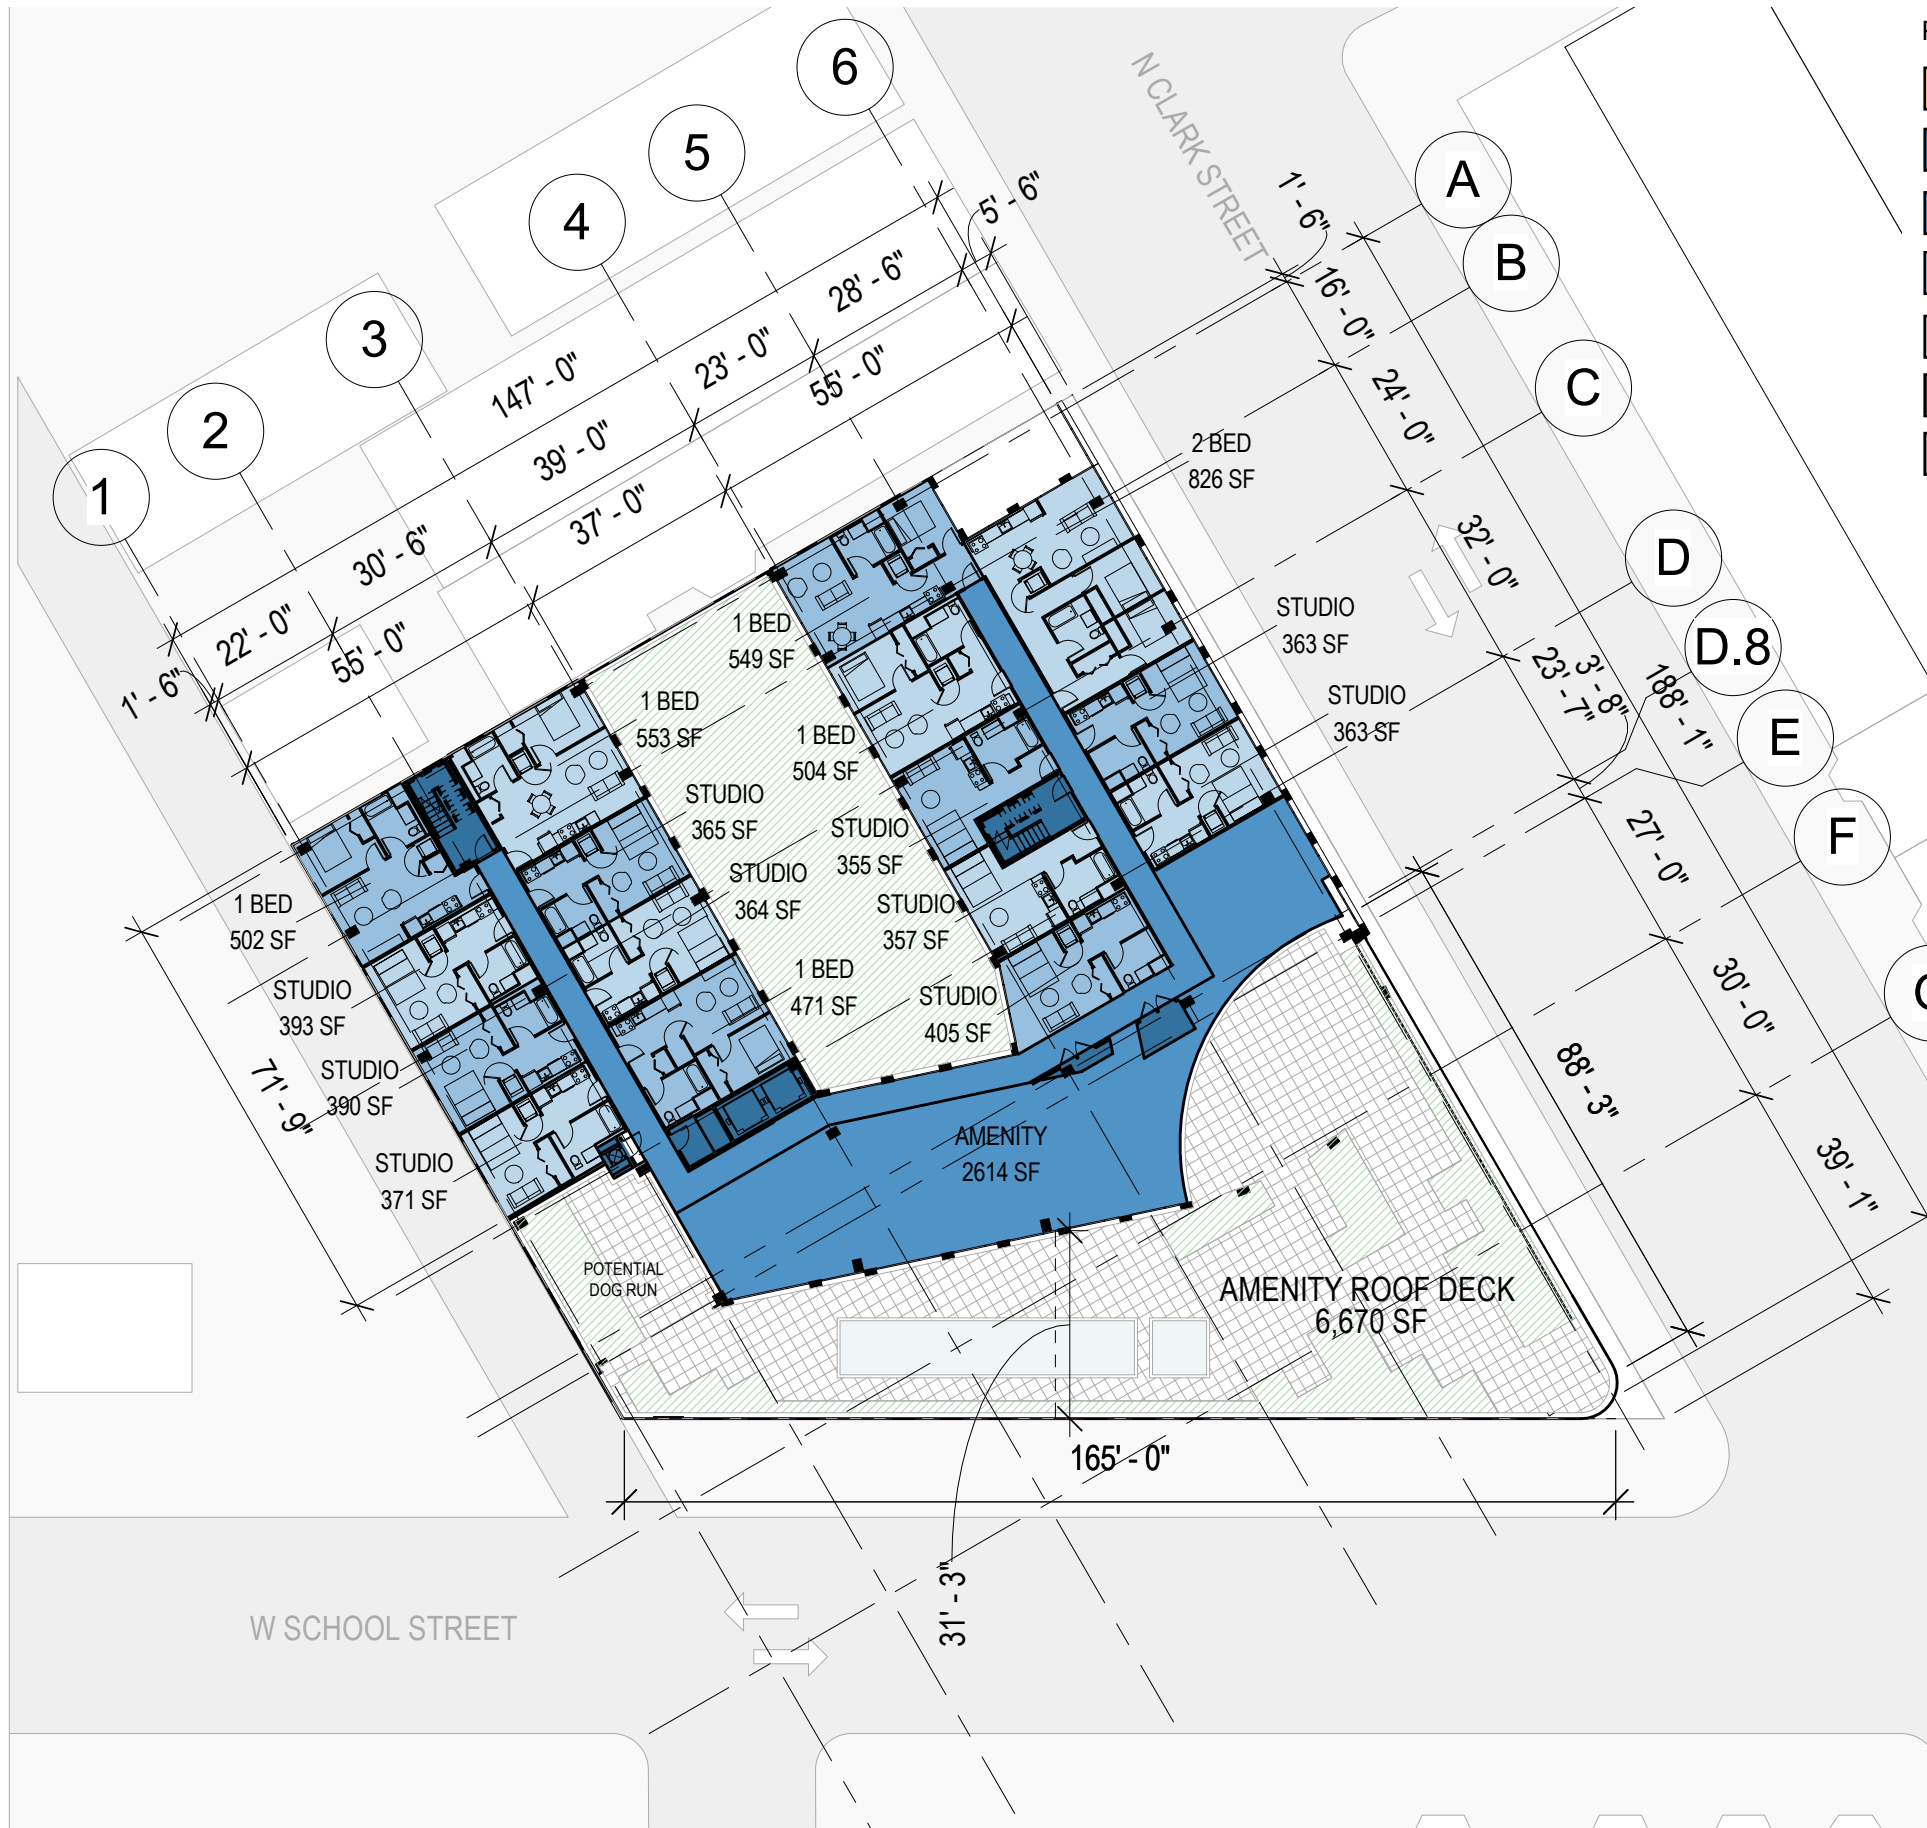 6
5
4
3
2
1
A
B
C
D
D.8
E
F
N CLARK STREET
5' - 6"
28' - 6"
23' - 0"
55' - 0"
147' - 0"
39' - 0"
37' - 0"
30' - 6"
22' - 0"
55' - 0"
1' - 6"
1' - 6"
16' - 0"
24' - 0"
32' - 0"
23' - 7"
3' - 8"
188' - 1"
27' - 0"
30' - 0"
39' - 1"
88' - 3"
71' - 9"
2 BED
826 SF
STUDIO
363 SF
STUDIO
363 SF
1 BED
549 SF
1 BED
553 SF
1 BED
504 SF
STUDIO
365 SF
STUDIO
355 SF
STUDIO
364 SF
STUDIO
357 SF
1 BED
471 SF
STUDIO
405 SF
1 BED
502 SF
STUDIO
393 SF
STUDIO
390 SF
STUDIO
371 SF
AMENITY
2614 SF
POTENTIAL
DOG RUN
AMENITY ROOF DECK
6,670 SF
165' - 0"
31' - 3"
W SCHOOL STREET